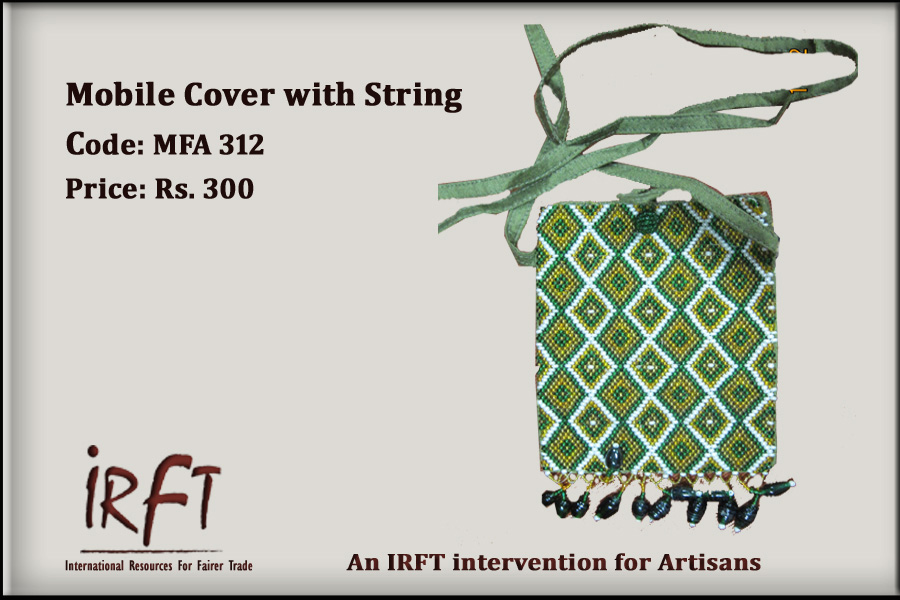 Mobile Cover with String
Code: MFA 312
Price: Rs. 300
iRFT
International Resources For Fairer Trade
An IRFT intervention for Artisans